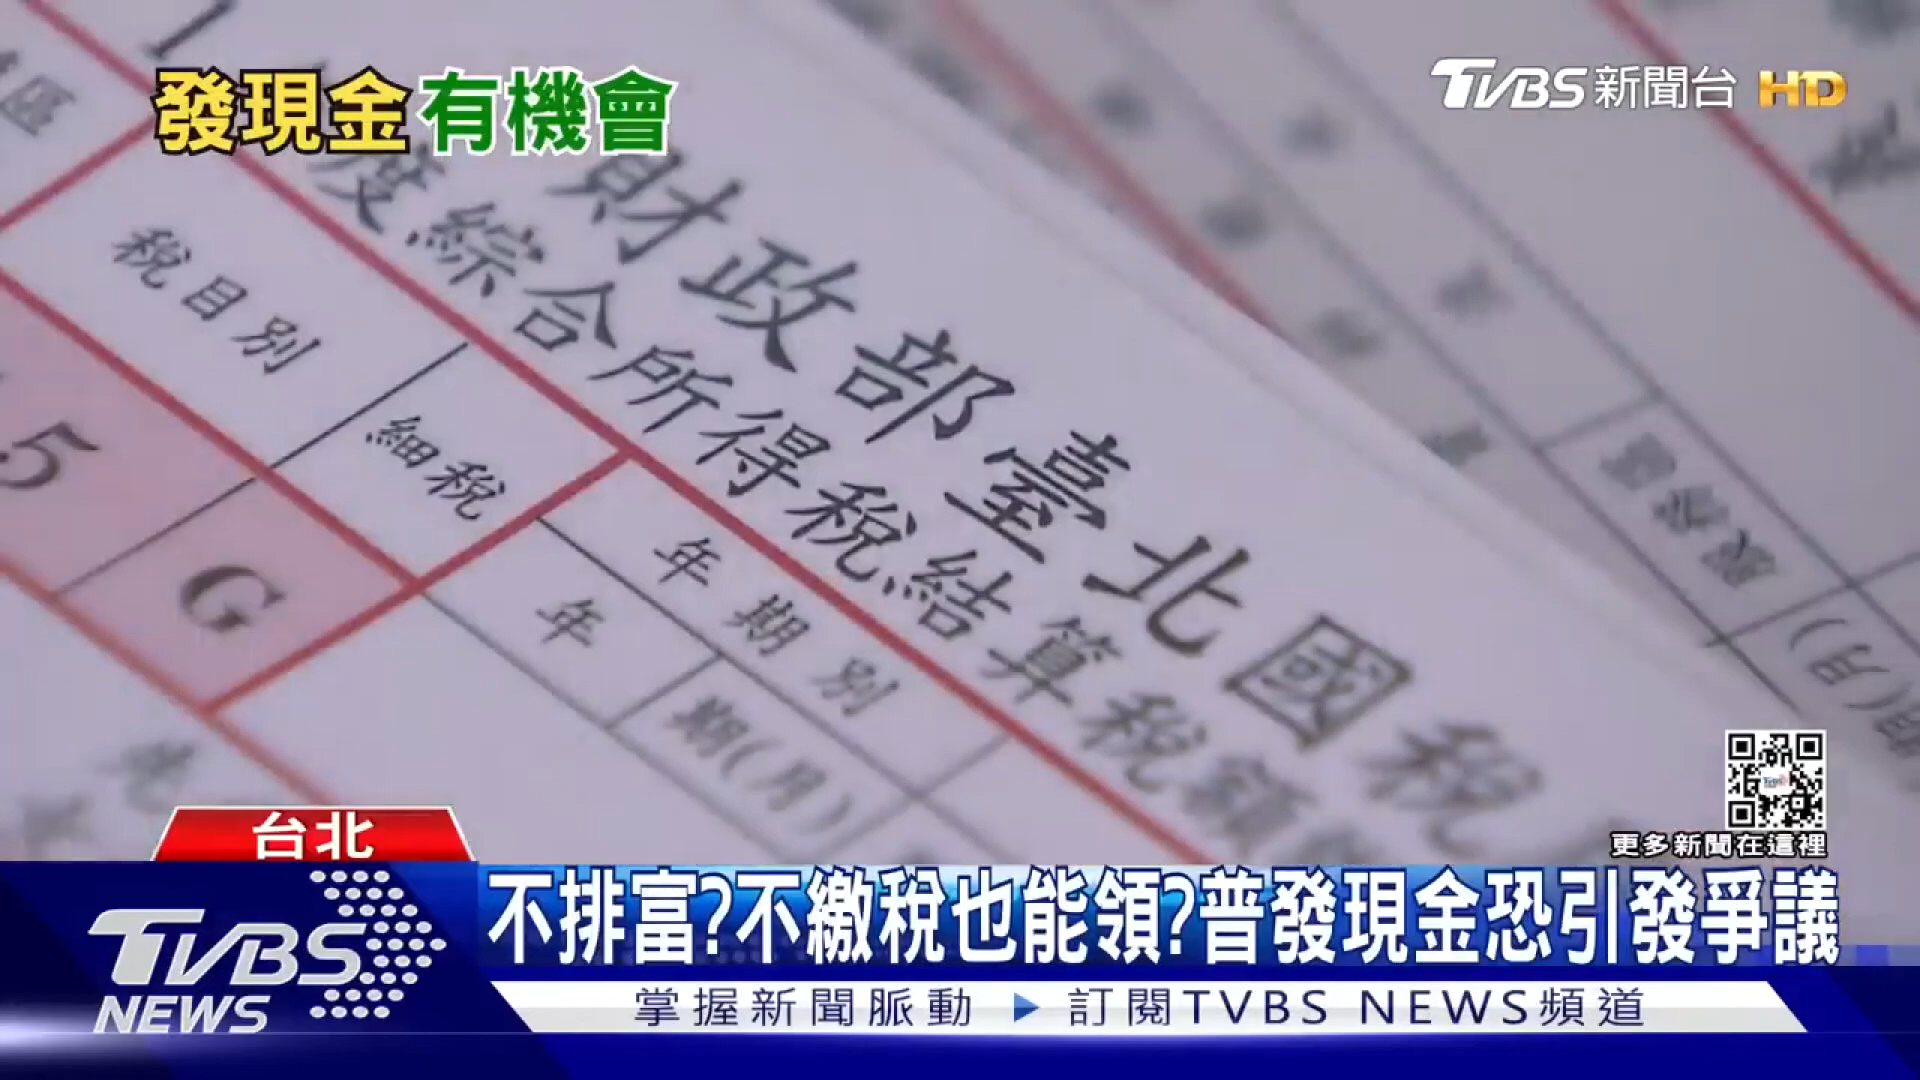 發現金有機會
TVBS新聞台 HD
財政部臺北國稅
度綜合所得稅結算稅額
稅目別
細稅
年期別
5
G
年
期(月)
更多新聞在這裡
台北
不排富?不繳稅也能領?普發現金恐引發爭議
TVBS
NEWS
掌握新聞脈動 ▶ 訂閱TVBS NEWS頻道